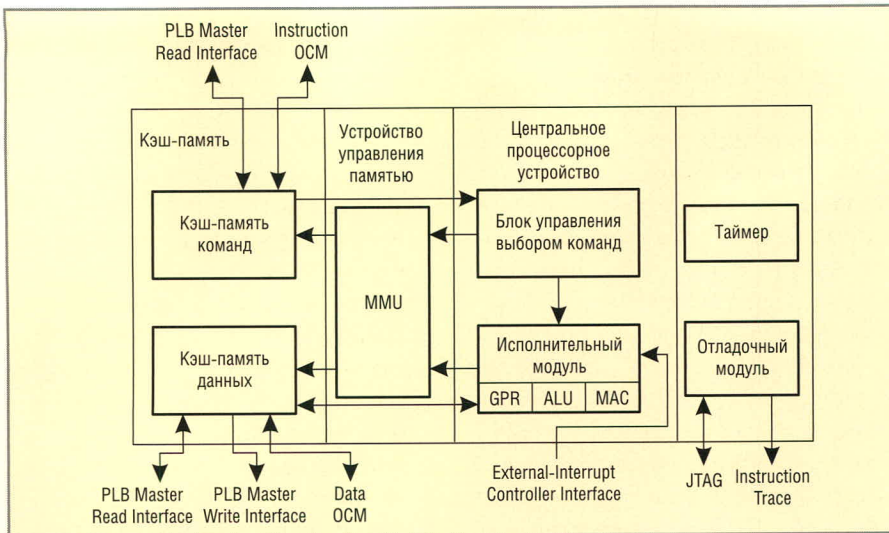 PLB Master
Read Interface
Instruction
OCM
Кэш-память
Устройство
управления
памятью
Центральное
процессорное
устройство
Кэш-память
команд
MMU
Блок управления
выбором команд
Таймер
Кэш-память
данных
Исполнительный
модуль
GPR
ALU
MAC
Отладочный
модуль
PLB Master
Read Interface
PLB Master
Write Interface
Data
OCM
External-Interrupt
Controller Interface
JTAG
Instruction
Trace